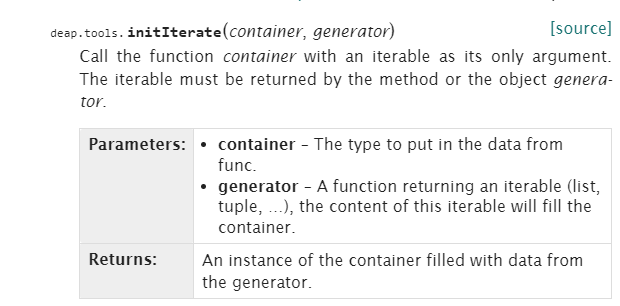 deap.tools.initIterate(container, generator) [source]
Call the function container with an iterable as its only argument.
The iterable must be returned by the method or the object genera-
tor.
Parameters: • container – The type to put in the data from
func.
• generator – A function returning an iterable (list,
tuple, ...), the content of this iterable will fill the
container.
Returns: An instance of the container filled with data from
the generator.